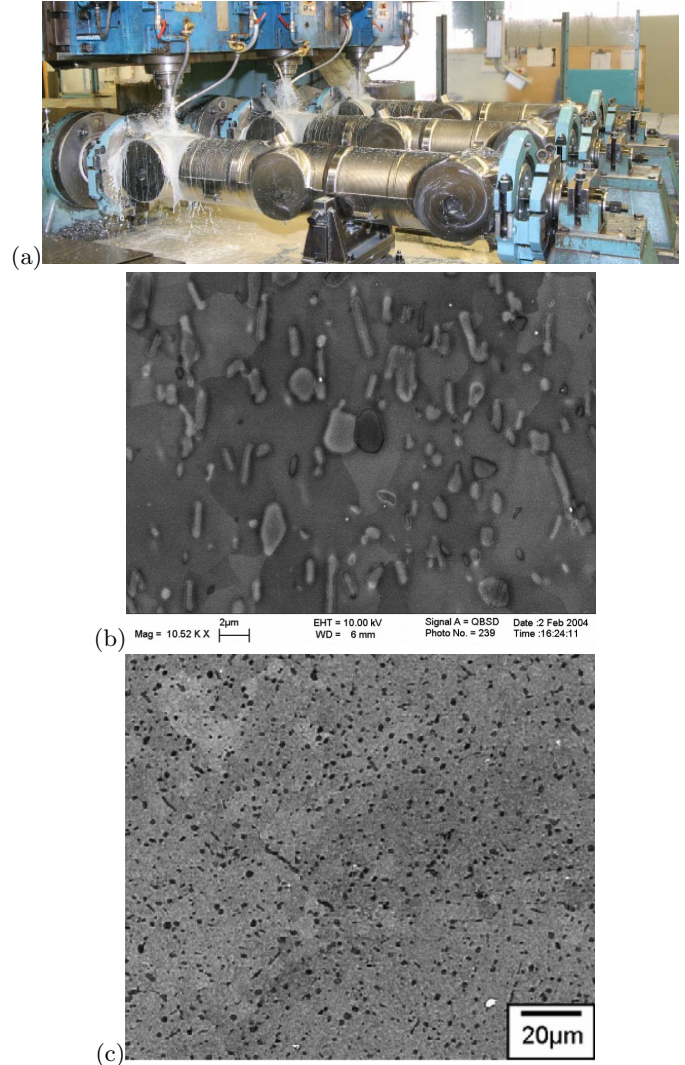 (a)
2µm
EHT = 10.00 kV
Signal A = QBSD
Date :2 Feb 2004
(b)
Mag = 10.52 K X
WD = 6 mm
Photo No. = 239
Time :16:24:11
20µm
(c)